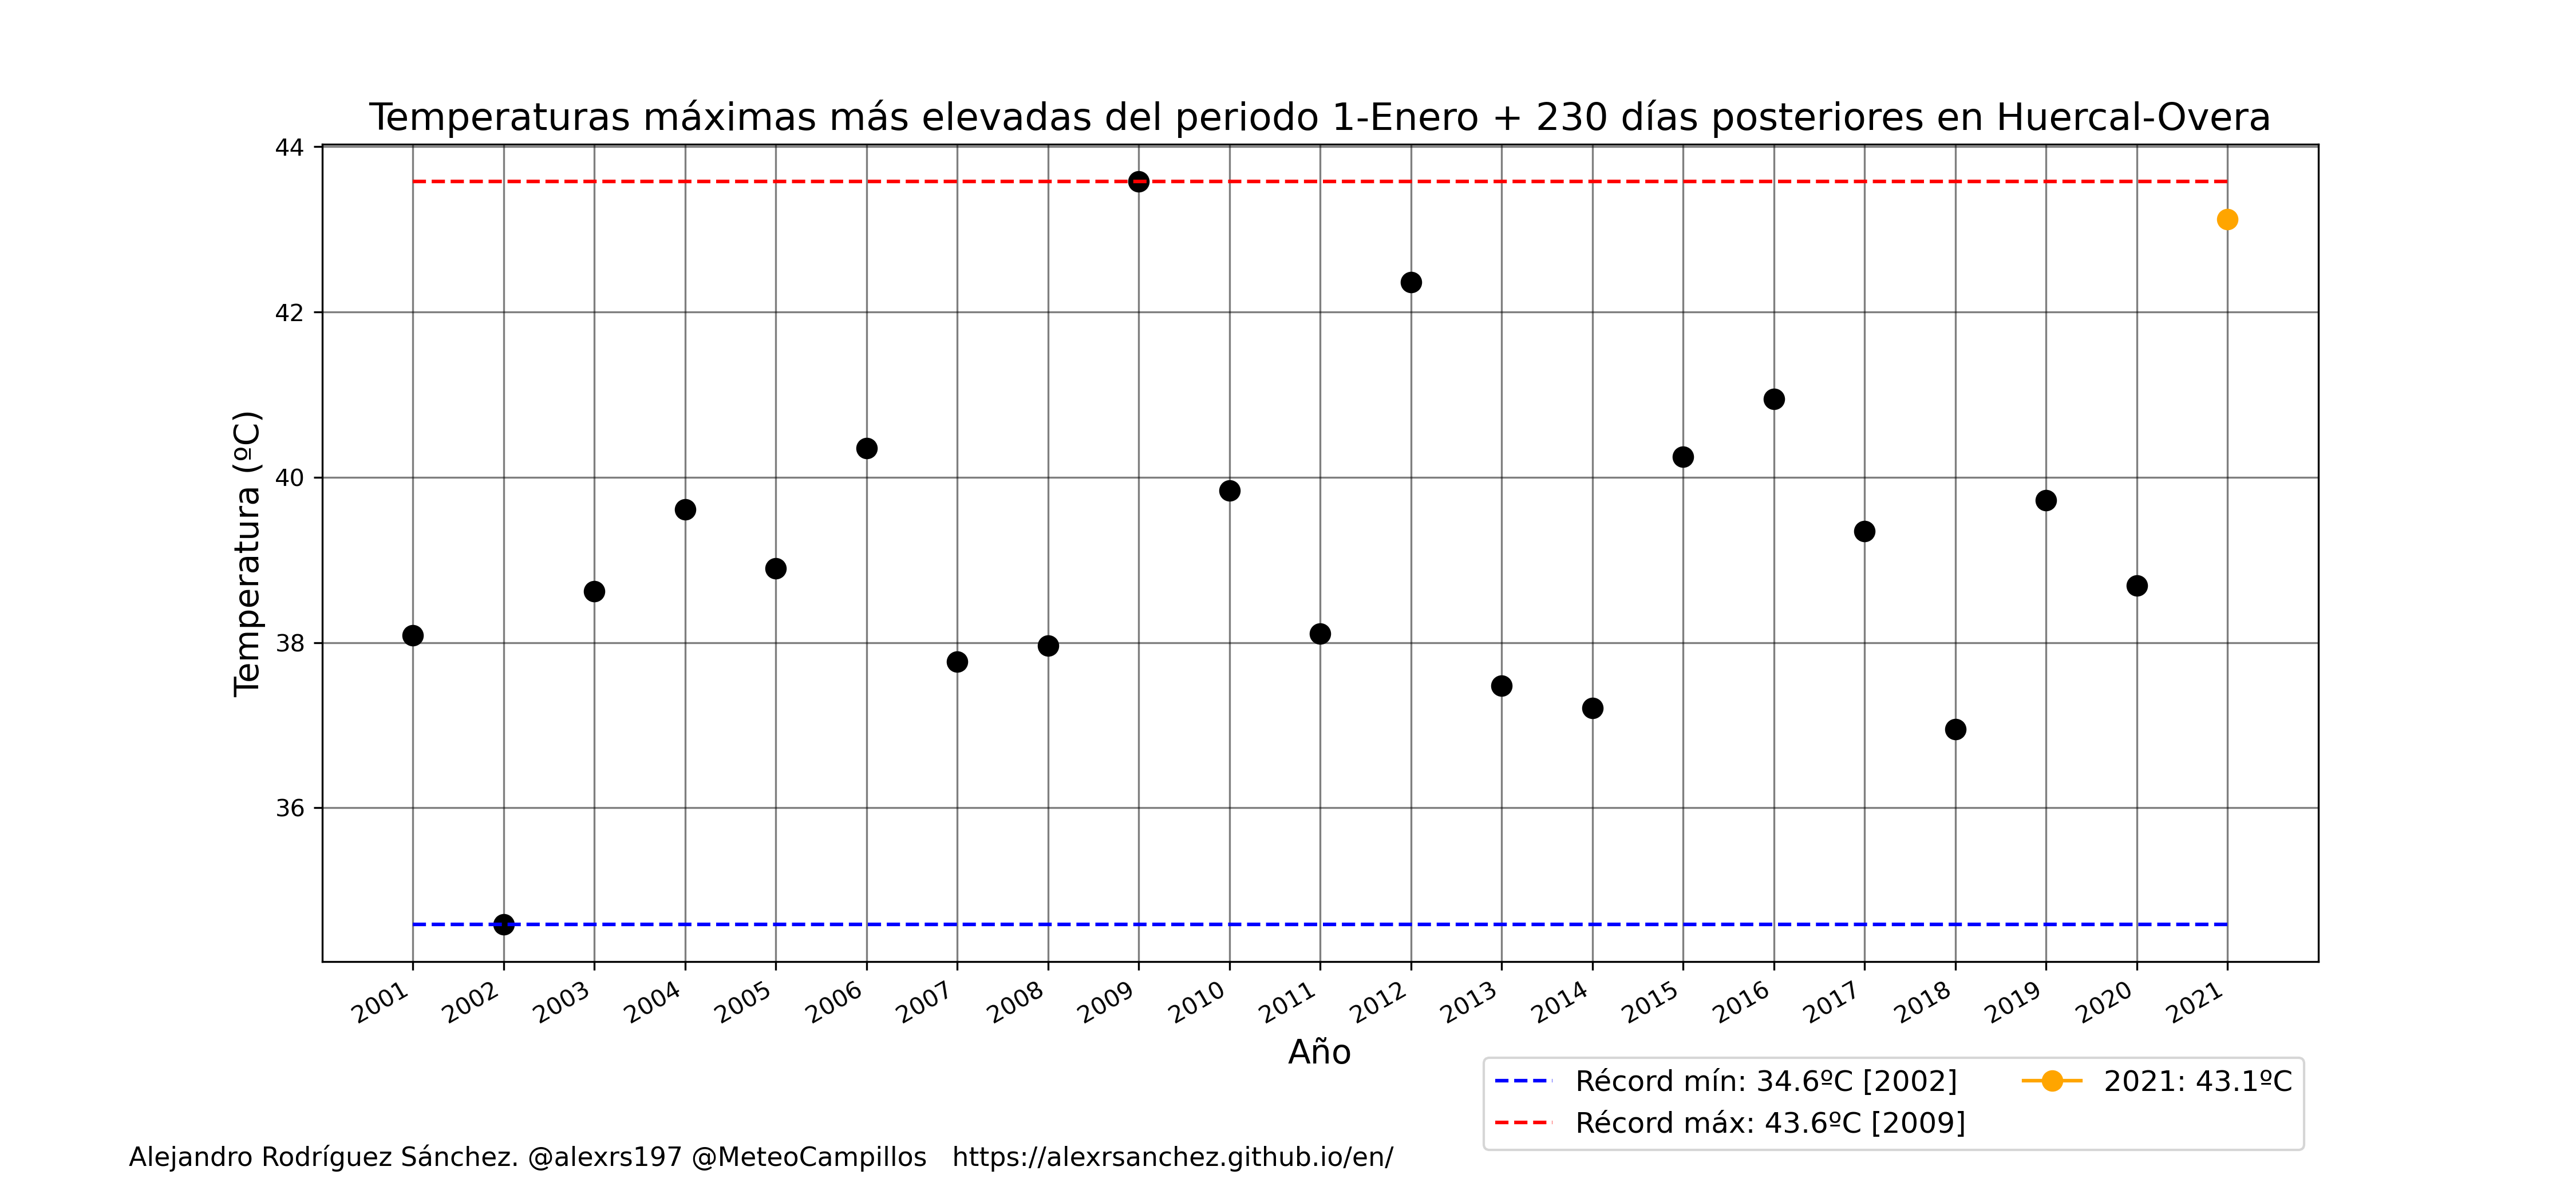 Temperaturas máximas más elevadas del periodo 1-Enero + 230 días posteriores en Huercal-Overa
44
42
40
38
36
Temperatura (ºC)
2001 2002 2003 2004 2005 2006 2007 2008 2009 2010 2011 2012 2013 2014 2015 2016 2017 2018 2019 2020 2021
Año
Récord mín: 34.6ºC [2002]
Récord máx: 43.6ºC [2009]
2021: 43.1ºC
Alejandro Rodríguez Sánchez. @alexrs197 @MeteoCampillos https://alexrsanchez.github.io/en/